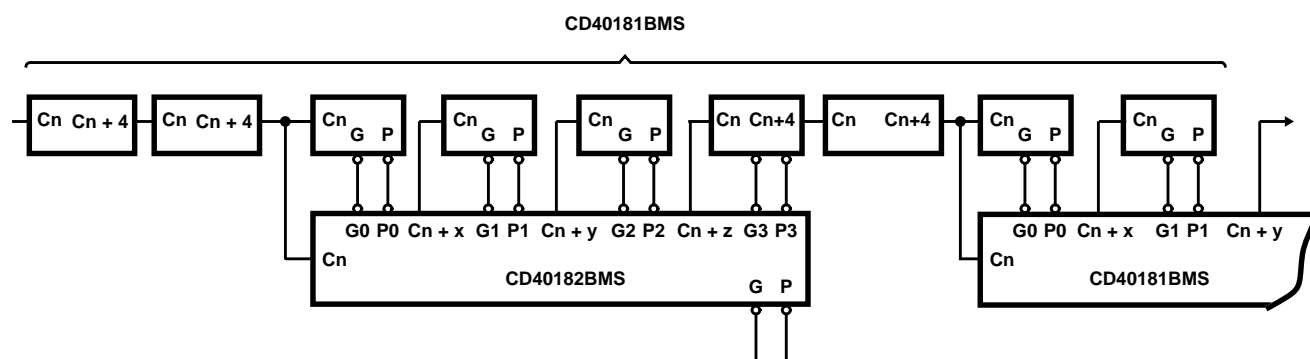 CD40181BMS
Cn Cn + 4 Cn Cn + 4 Cn Cn Cn Cn Cn+4 Cn Cn+4 Cn Cn
G P G P G P G P G P
G0 P0 Cn + x G1 P1 Cn + y G2 P2 Cn + z G3 P3 G0 P0 Cn + x G1 P1 Cn + y
Cn Cn
CD40182BMS CD40181BMS
G P